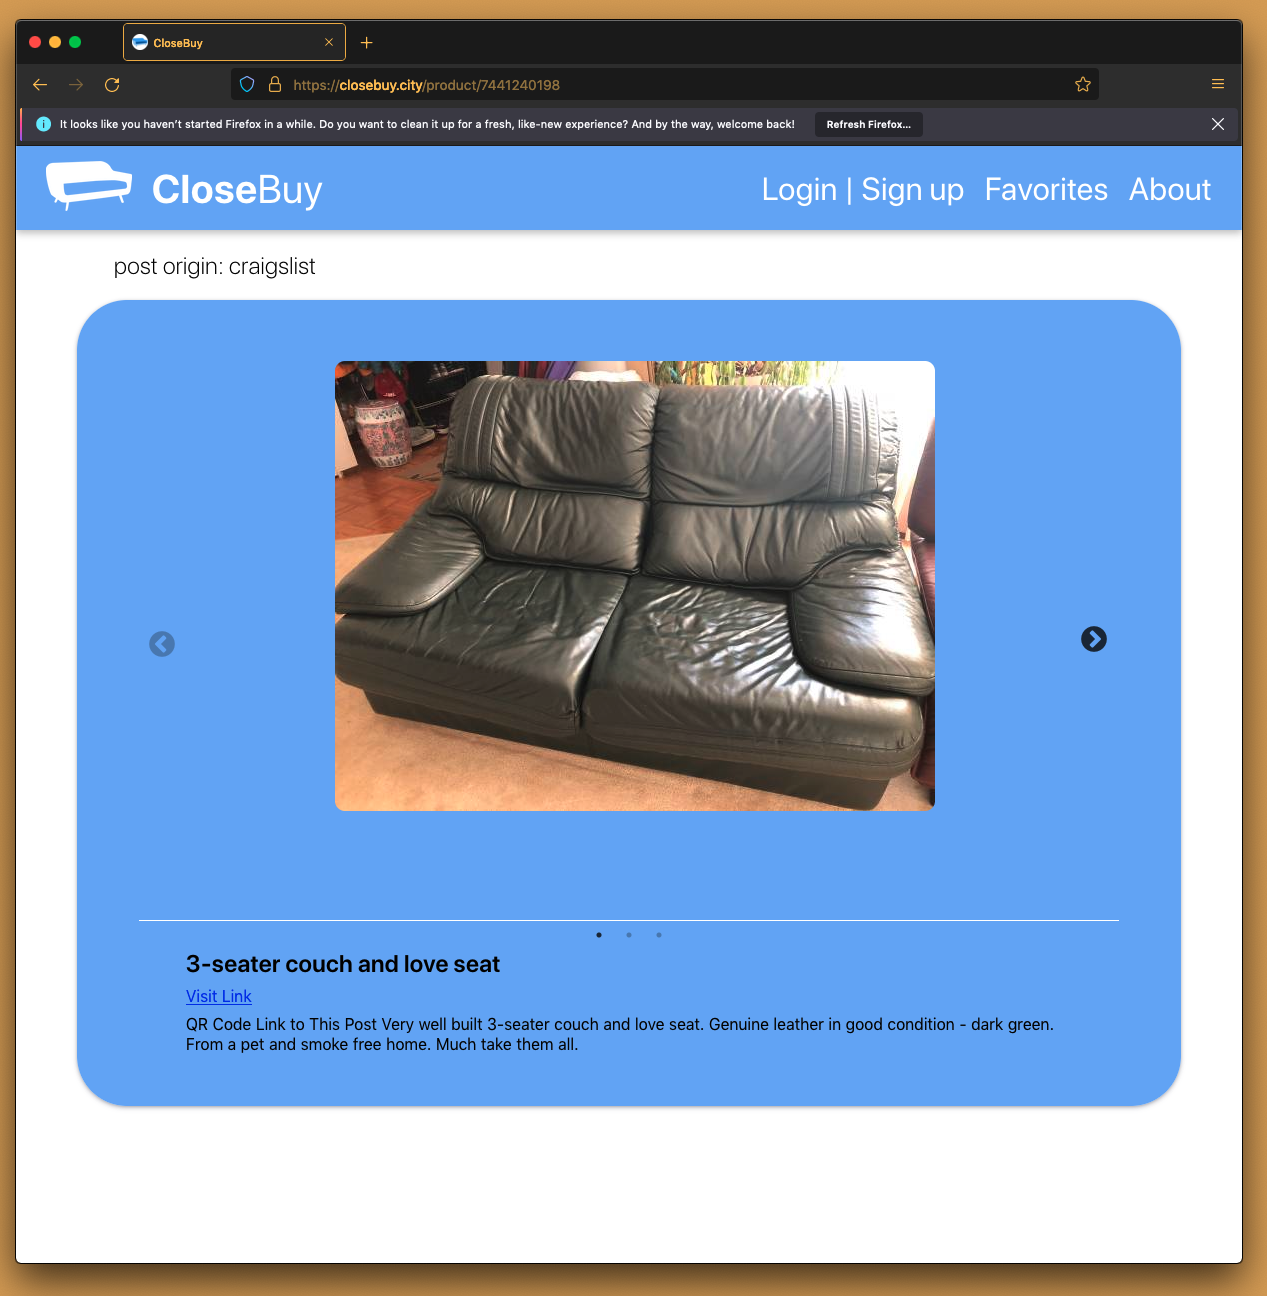 CloseBuy
https://closebuy.city/product/7441240198
It looks like you haven't started Firefox in a while. Do you want to clean it up for a fresh, like-new experience? And by the way, welcome back! Refresh Firefox...
CloseBuy Login | Sign up Favorites About
post origin: craigslist
3-seater couch and love seat
Visit Link
QR Code Link to This Post Very well built 3-seater couch and love seat. Genuine leather in good condition - dark green.
From a pet and smoke free home. Much take them all.